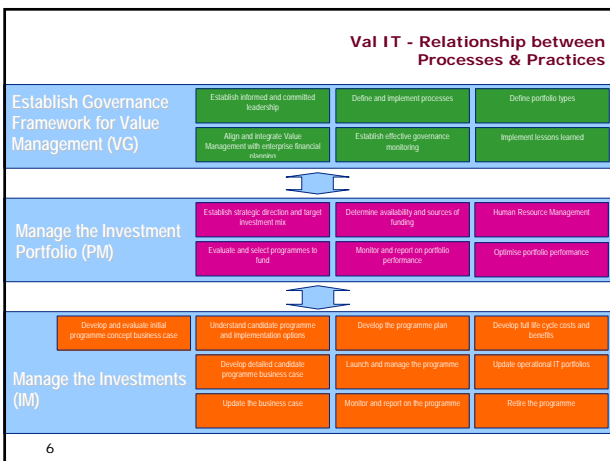 Val IT - Relationship between
Processes & Practices
Establish Governance
Framework for Value
Management (VG)
Establish informed and committed
leadership
Define and implement processes
Define portfolio types
Align and integrate Value
Management with enterprise financial
planning
Establish effective governance
monitoring
Implement lessons learned
Manage the Investment
Portfolio (PM)
Establish strategic direction and target
investment mix
Determine availability and sources of
funding
Human Resource Management
Evaluate and select programmes to
fund
Monitor and report on portfolio
performance
Optimise portfolio performance
Develop and evaluate initial
programme concept business case
Understand candidate programme
and implementation options
Develop the programme plan
Develop full life cycle costs and
benefits
Manage the Investments
(IM)
Develop detailed candidate
programme business case
Launch and manage the programme
Update operational IT portfolios
Update the business case
Monitor and report on the programme
Retire the programme
6